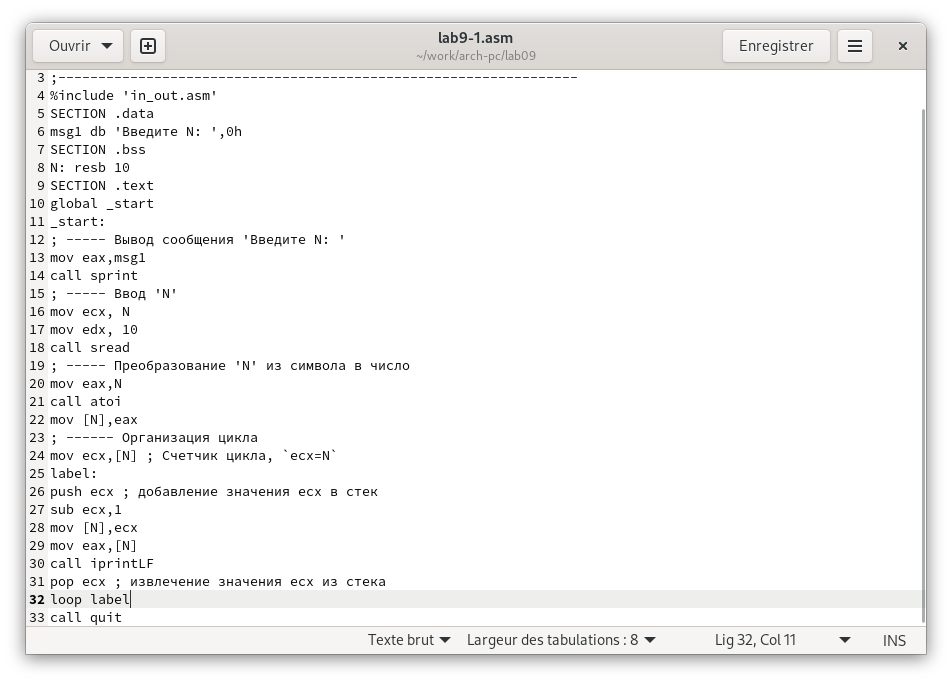 Ouvrir
lab9-1.asm
~/work/arch-pc/lab09
Enregistrer
3 ;-----------------------------------------------------------------
4 %include 'in_out.asm'
5 SECTION .data
6 msg1 db 'Введите N: ',0h
7 SECTION .bss
8 N: resb 10
9 SECTION .text
10 global _start
11 _start:
12 ; ----- Вывод сообщения 'Введите N: '
13 mov eax,msg1
14 call sprint
15 ; ----- Ввод 'N'
16 mov ecx, N
17 mov edx, 10
18 call sread
19 ; ----- Преобразование 'N' из символа в число
20 mov eax,N
21 call atoi
22 mov [N],eax
23 ; ------ Организация цикла
24 mov ecx,[N] ; Счетчик цикла, `ecx=N`
25 label:
26 push ecx ; добавление значения ecx в стек
27 sub ecx,1
28 mov [N],ecx
29 mov eax,[N]
30 call iprintLF
31 pop ecx ; извлечение значения ecx из стека
32 loop label
33 call quit
Texte brut Largeur des tabulations : 8 Lig 32, Col 11 INS